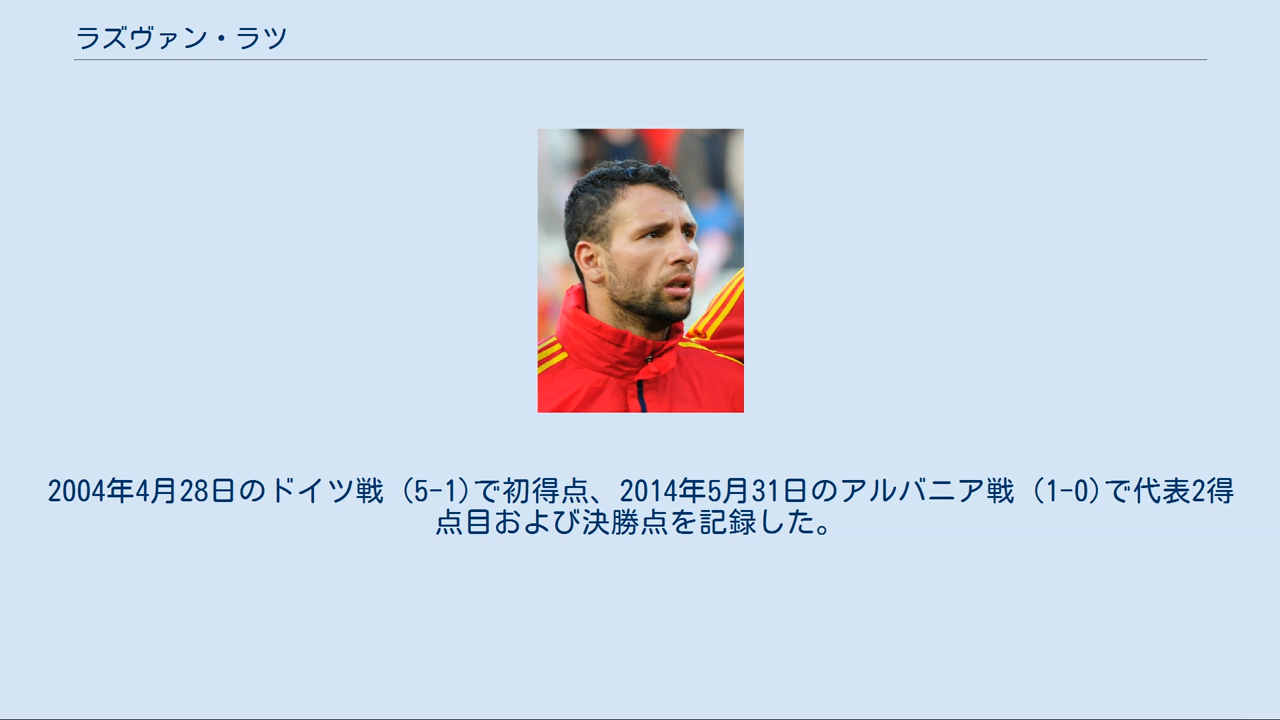 ラズヴァン・ラツ
2004年4月28日のドイツ戦 (5-1)で初得点、2014年5月31日のアルバニア戦 (1-0)で代表2得
点目および決勝点を記録した。